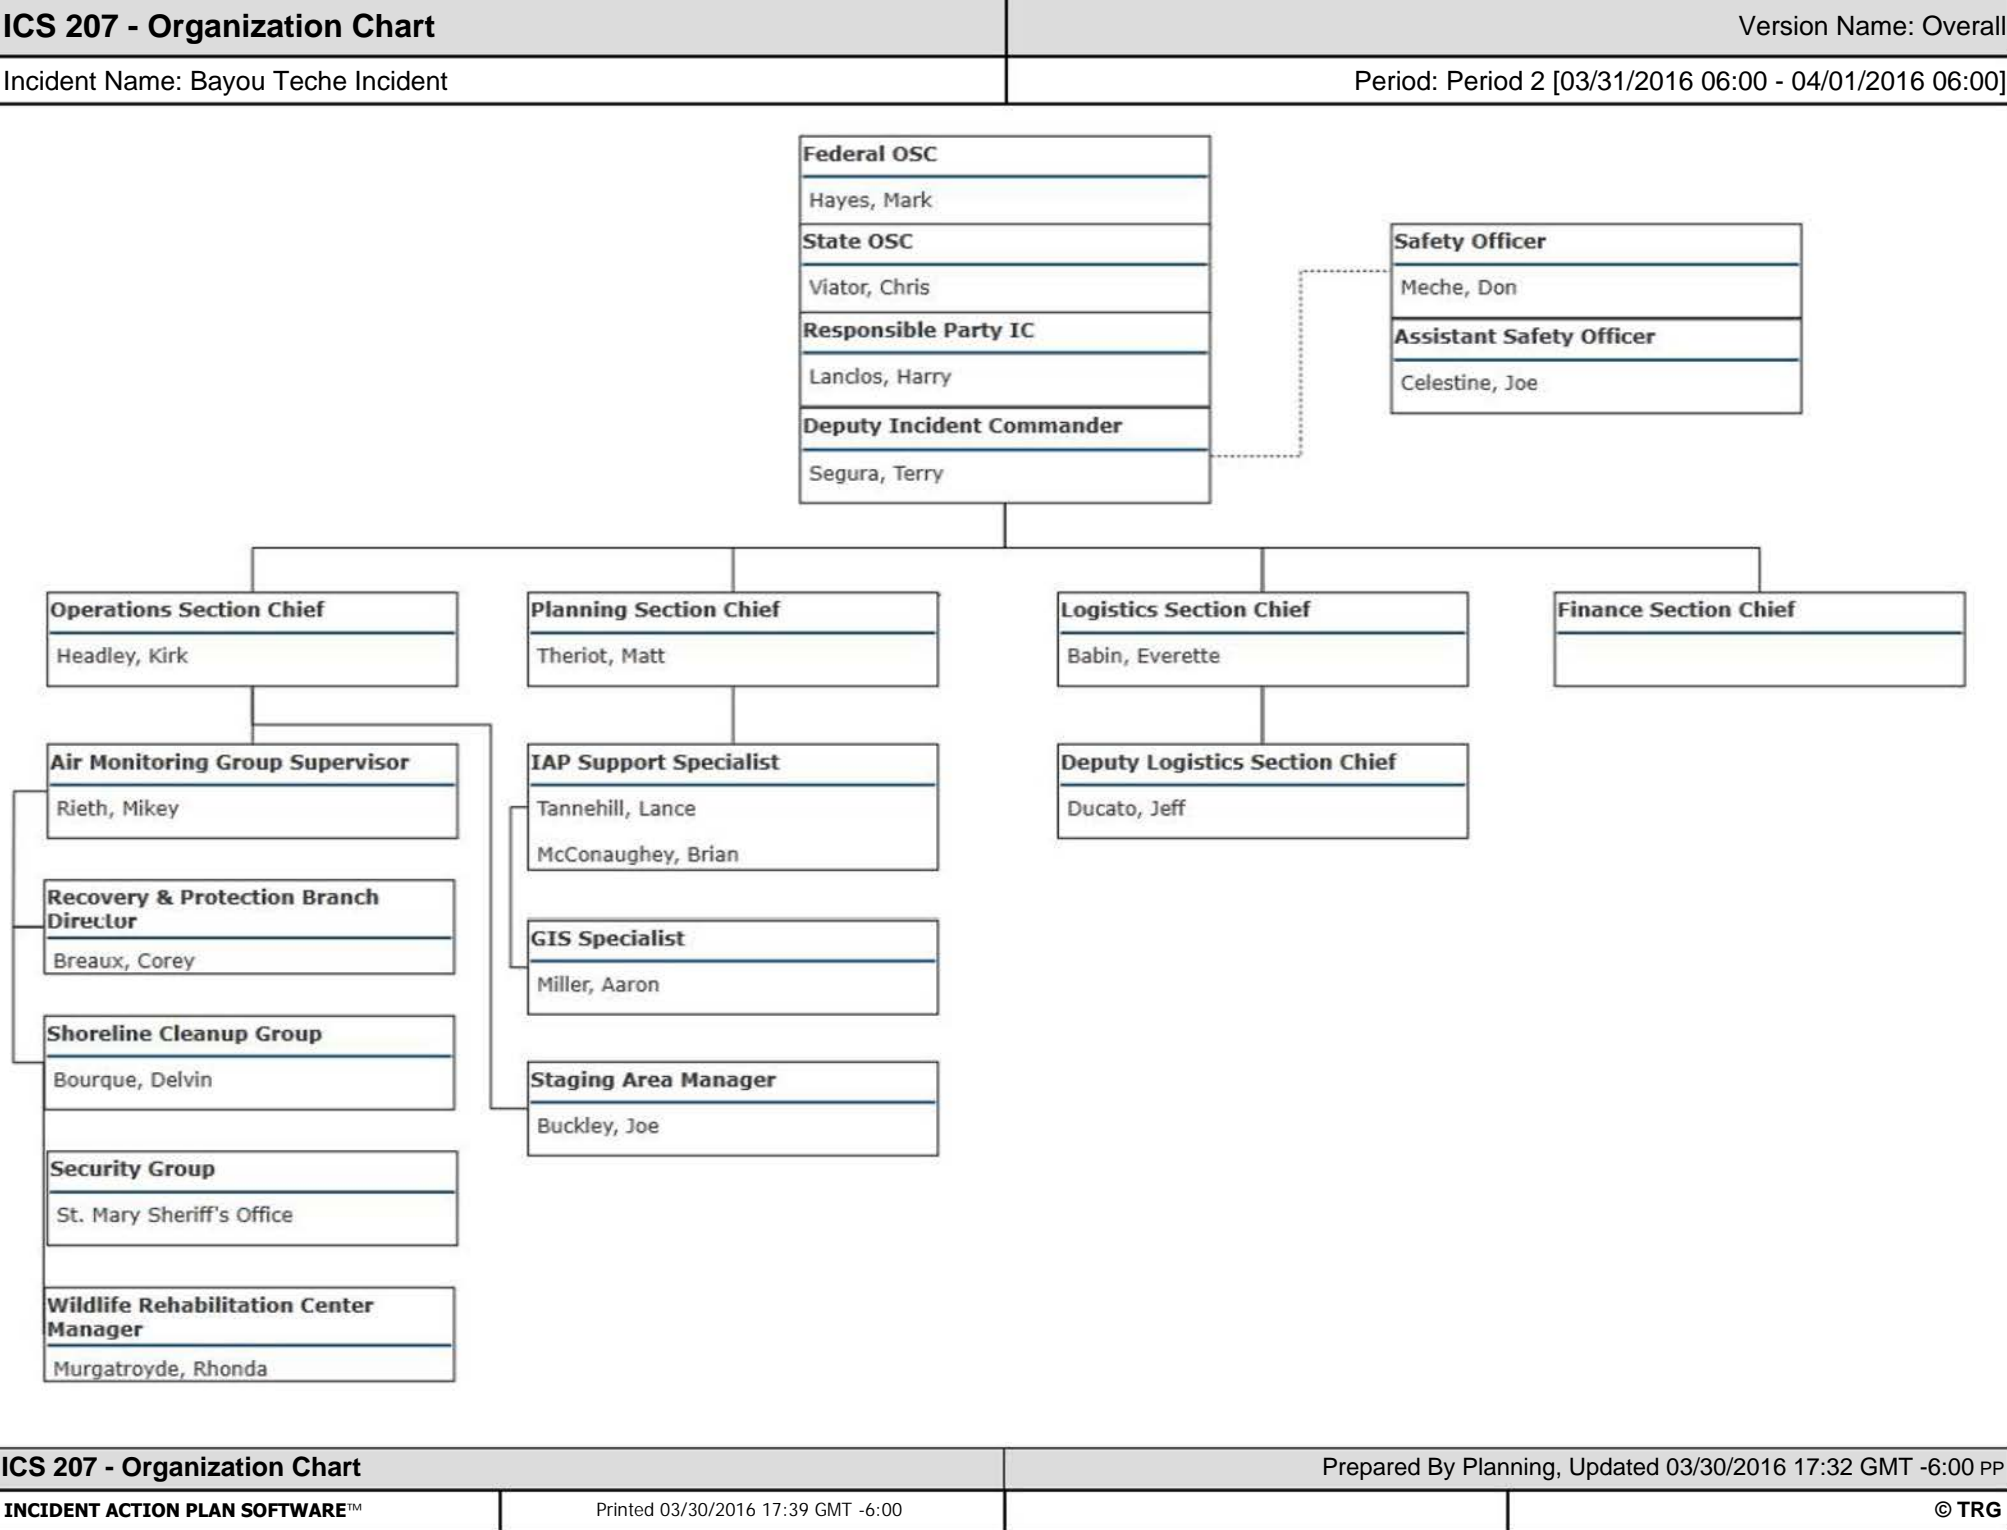 ICS 207 - Organization Chart
Version Name: Overall
Incident Name: Bayou Teche Incident
Period: Period 2 [03/31/2016 06:00 - 04/01/2016 06:00]
Federal OSC
Hayes, Mark
State OSC
Viator, Chris
Responsible Party IC
Lanclos, Harry
Deputy Incident Commander
Segura, Terry
Safety Officer
Meche, Don
Assistant Safety Officer
Celestine, Joe
Operations Section Chief
Headley, Kirk
Planning Section Chief
Theriot, Matt
Logistics Section Chief
Babin, Everette
Finance Section Chief
Air Monitoring Group Supervisor
Rieth, Mikey
IAP Support Specialist
Tannehill, Lance
McConaughey, Brian
Deputy Logistics Section Chief
Ducato, Jeff
Recovery & Protection Branch
Director
Breaux, Corey
GIS Specialist
Miller, Aaron
Shoreline Cleanup Group
Bourque, Delvin
Staging Area Manager
Buckley, Joe
Security Group
St. Mary Sheriff's Office
Wildlife Rehabilitation Center
Manager
Murgatroyde, Rhonda
ICS 207 - Organization Chart
Prepared By Planning, Updated 03/30/2016 17:32 GMT -6:00 PP
INCIDENT ACTION PLAN SOFTWARE™
Printed 03/30/2016 17:39 GMT -6:00
© TRG